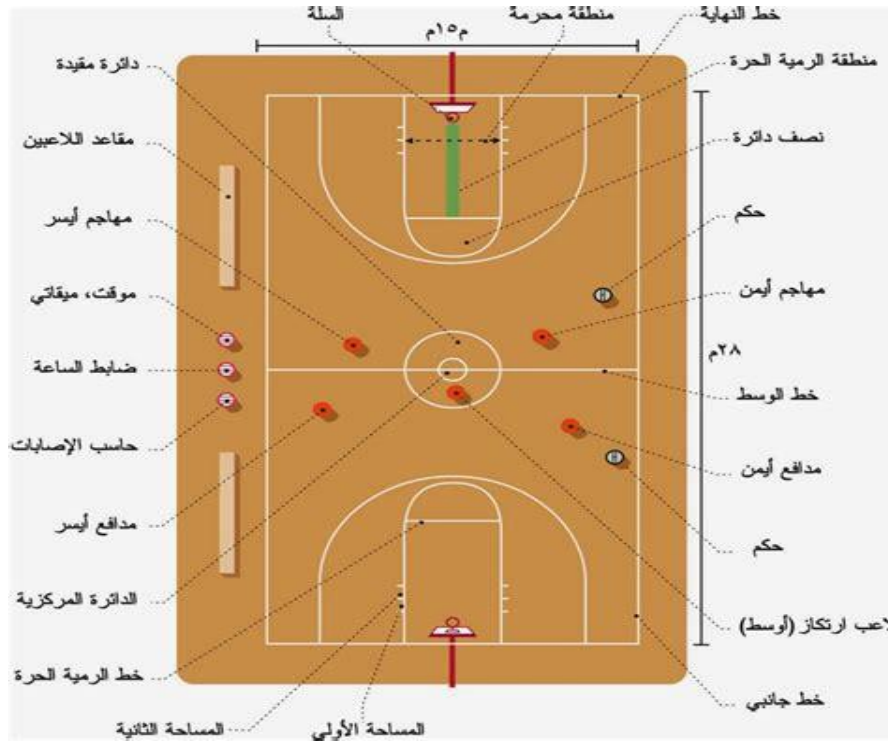 خط النهاية
منطقة محرمة
السلة
م١٥م
منطقة الرمية الحرة
دائرة مقيدة
نصف دائرة
مقاعد اللاعبين
حكم
مهاجم أيسر
مهاجم أيمن
موقت، ميقاتي
٢٨م
ضابط الساعة
خط الوسط
حاسب الإصابات
مدافع أيمن
مدافع أيسر
حكم
الدائرة المركزية
لاعب ارتكاز (أوسط)
خط الرمية الحرة
خط جانبي
المساحة الأولى
المساحة الثانية